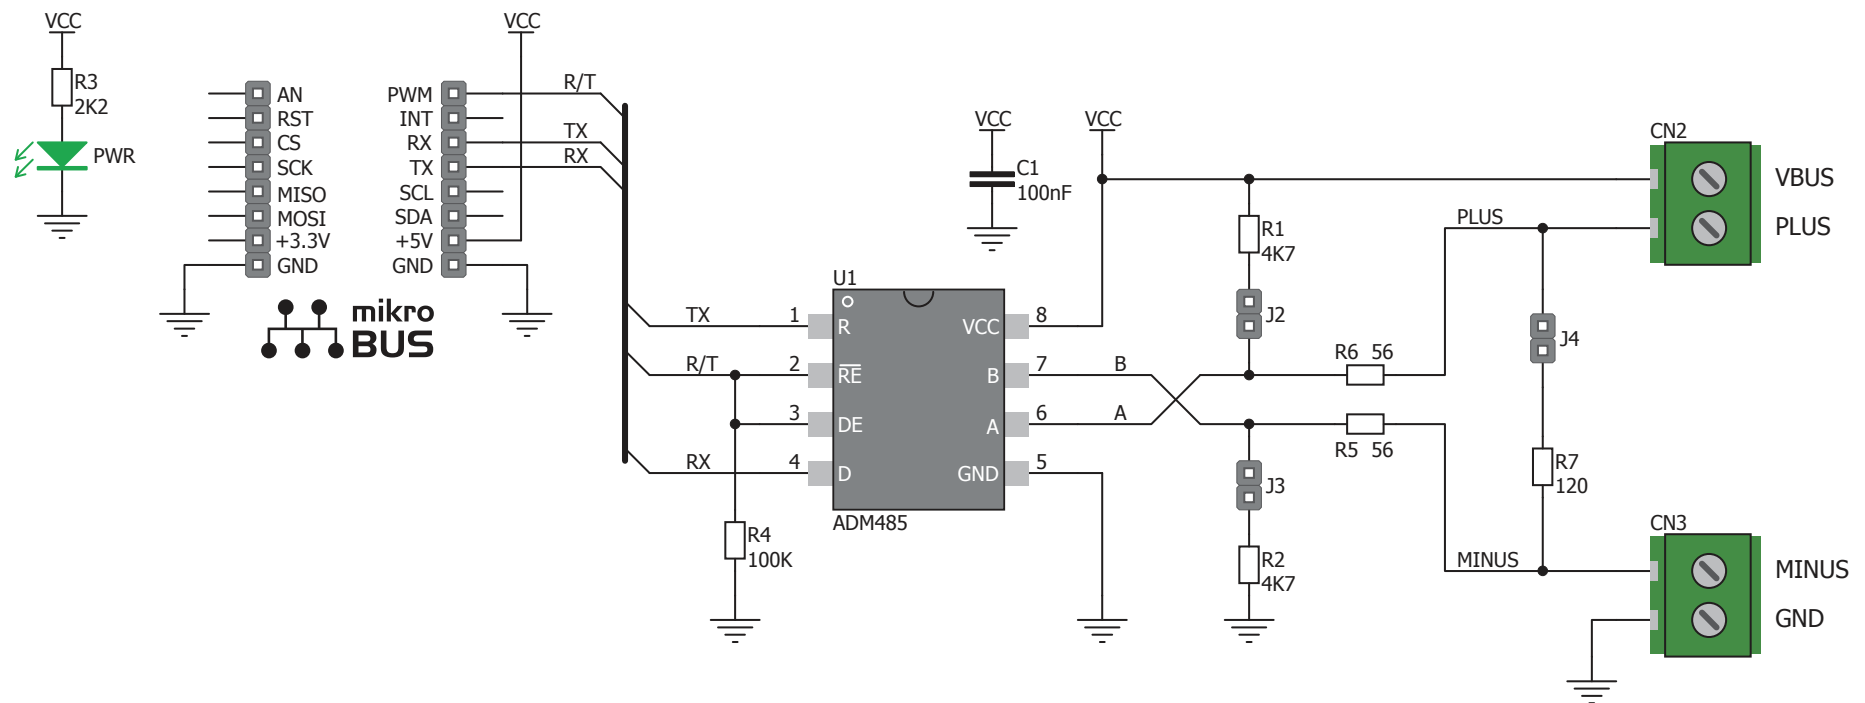 VCC
R3
2K2
PWR
AN
RST
CS
SCK
MISO
MOSI
+3.3V
GND
mikro
BUS
VCC
PWM
INT
RX
TX
SCL
SDA
+5V
GND
R/T
TX
RX
TX
R/T
RX
R4
100K
U1
1
2
3
4
R
RE
DE
D
VCC
B
A
GND
8
7
6
5
ADM485
VCC
C1
100nF
VCC
B
A
R1
4K7
J2
J3
R2
4K7
R6 56
R5 56
PLUS
MINUS
J4
R7
120
CN2
VBUS
PLUS
CN3
MINUS
GND